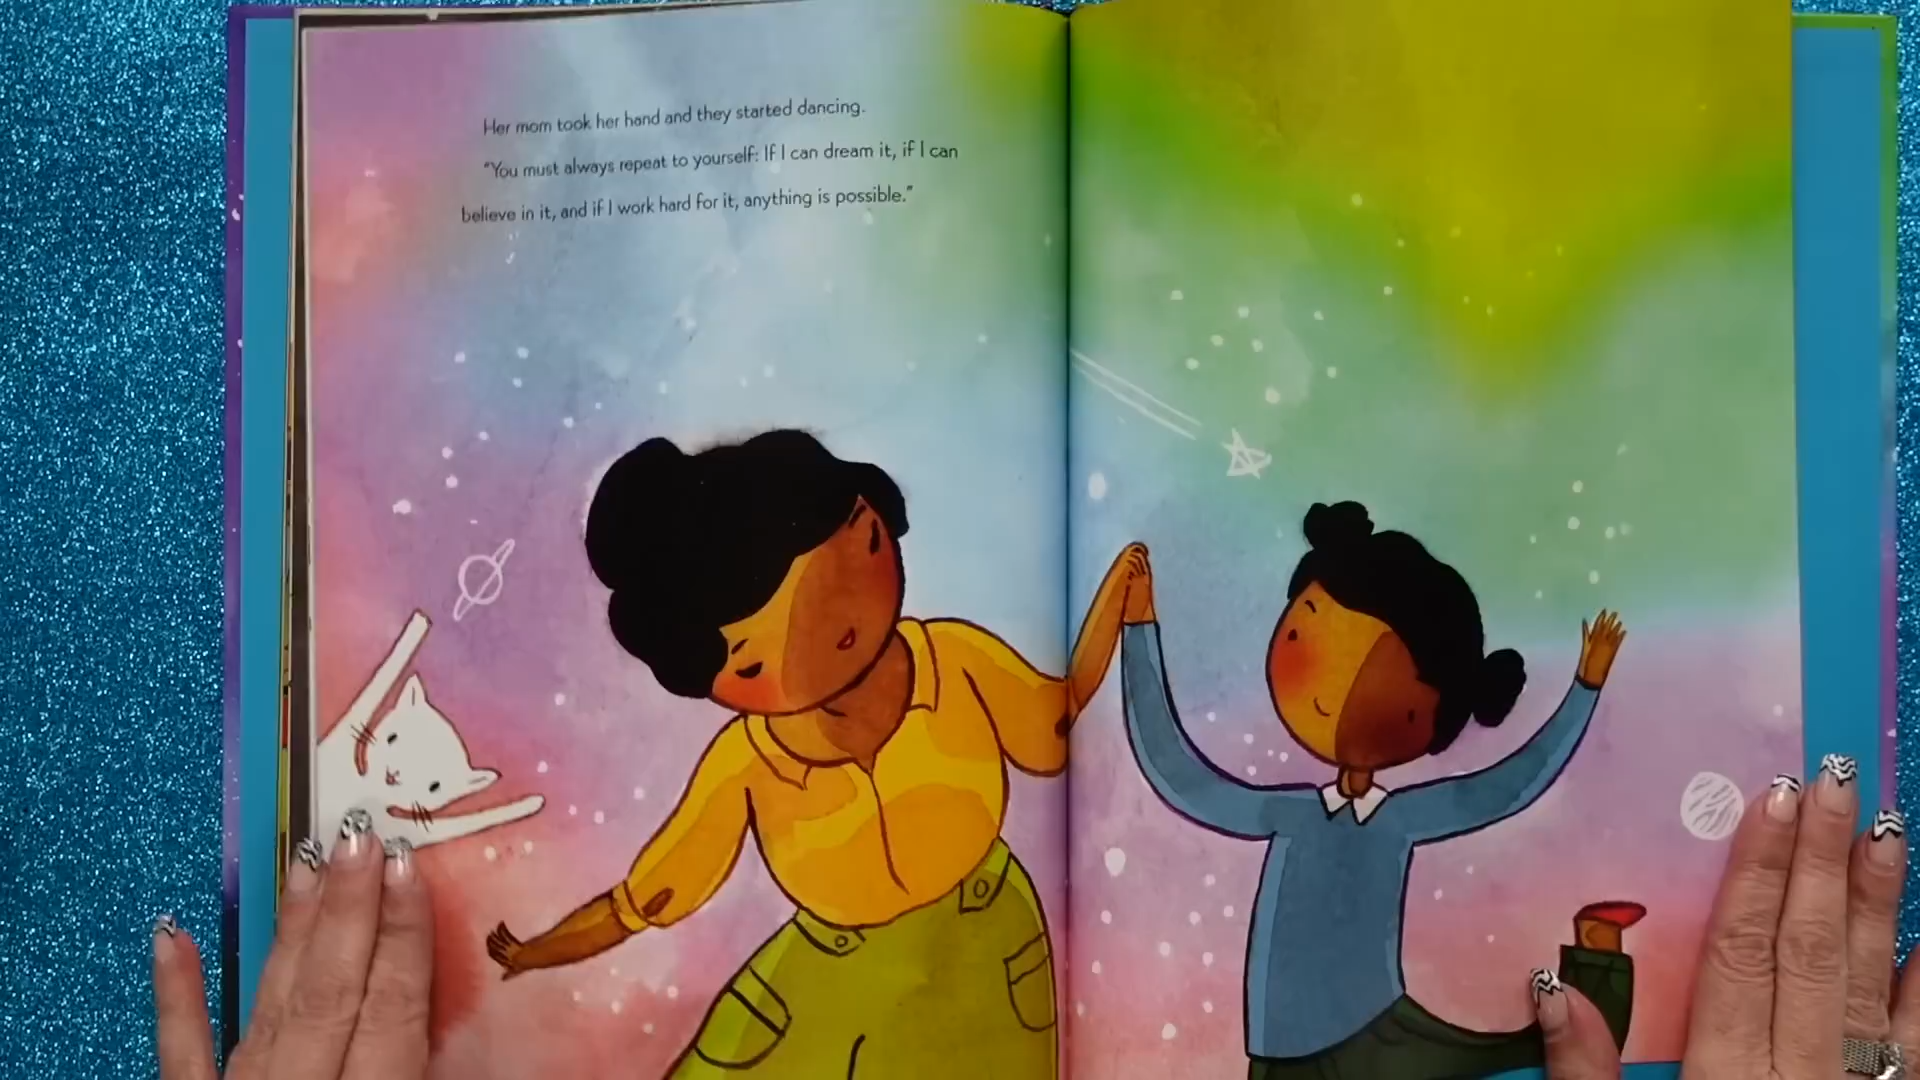 Her mom took her hand and they started dancing.
"You must always repeat to yourself: If I can dream it, if I can
believe in it, and if I work hard for it, anything is possible."